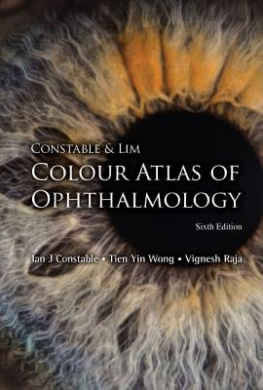 CONSTABLE & LIM
COLOUR ATLAS OF
OPHTHALMOLOGY
Sixth Edition
Ian J Constable • Tien Yin Wong • Vignesh Raja